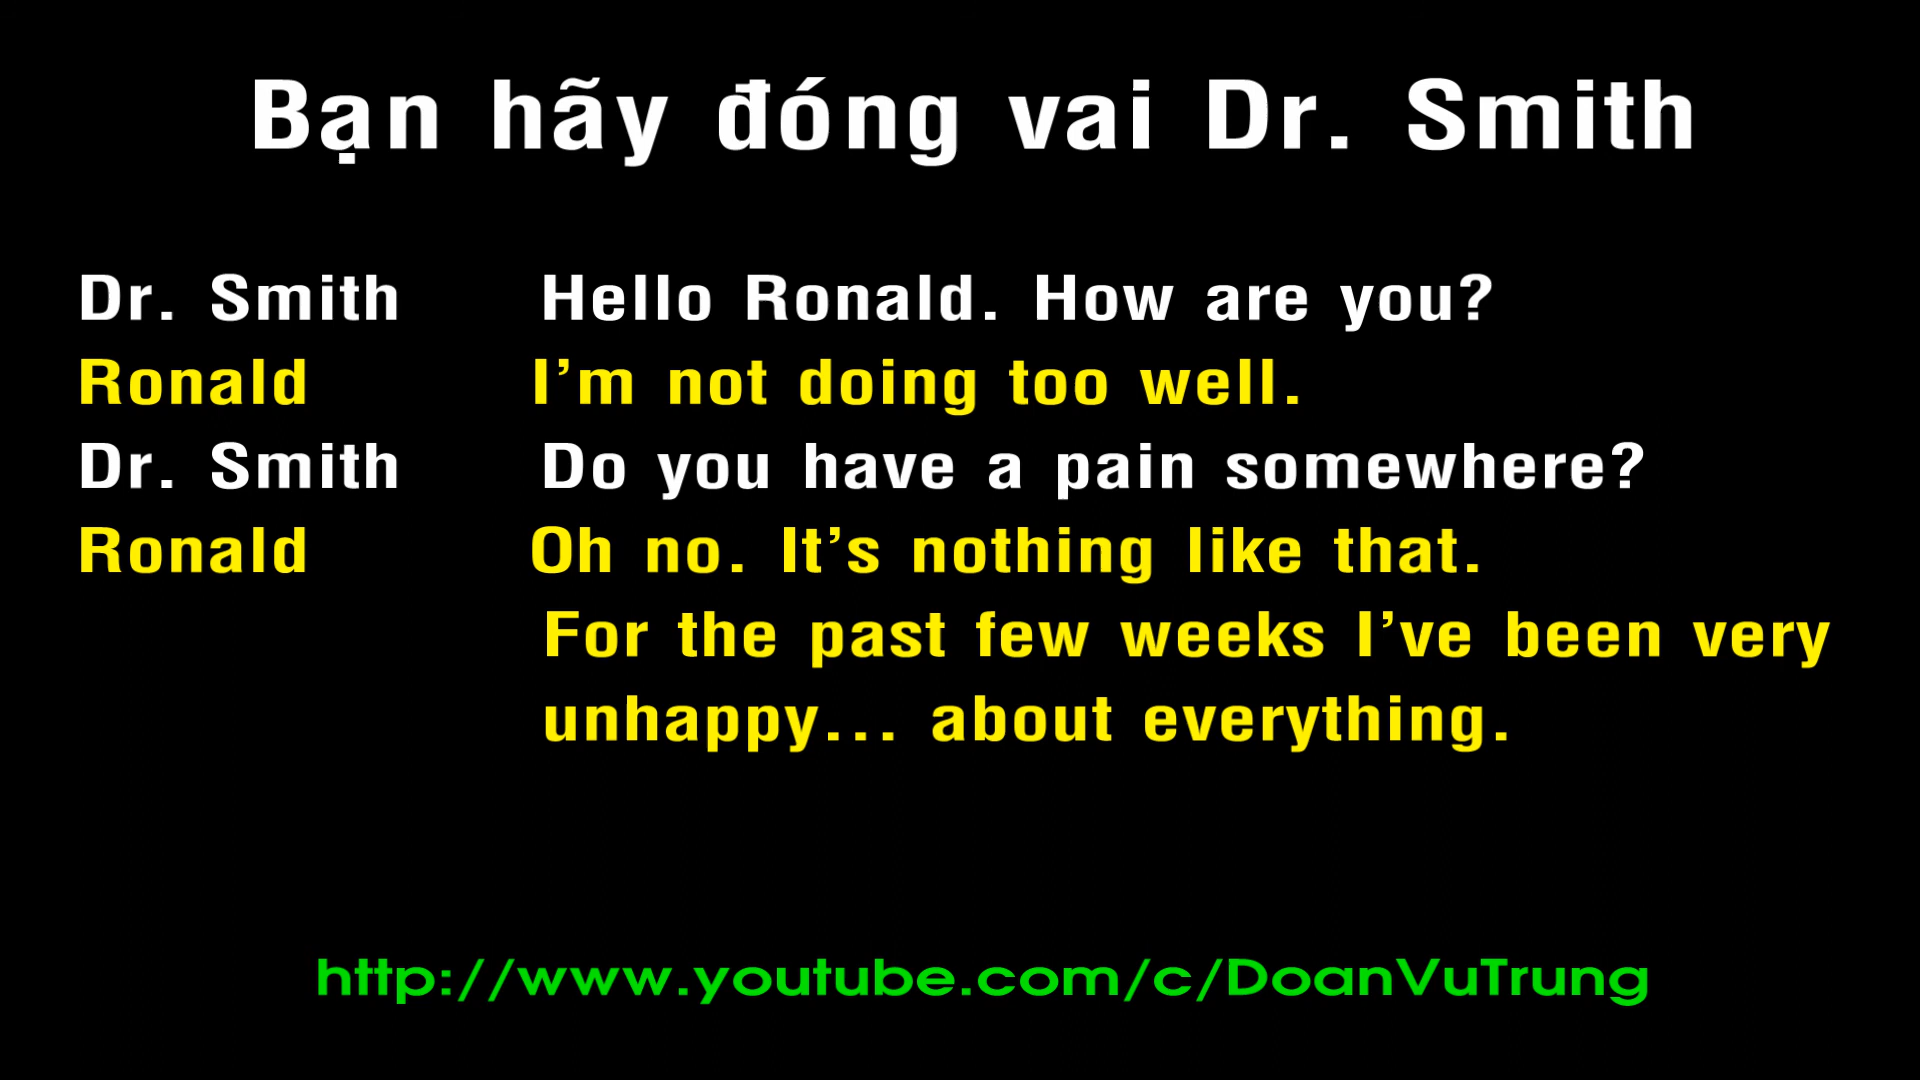 Bạn hãy đóng vai Dr. Smith
Dr. Smith Hello Ronald. How are you?
Ronald I’m not doing too well.
Dr. Smith Do you have a pain somewhere?
Ronald Oh no. It’s nothing like that.
For the past few weeks I’ve been very
unhappy... about everything.
http://www.youtube.com/c/DoanVuTrung